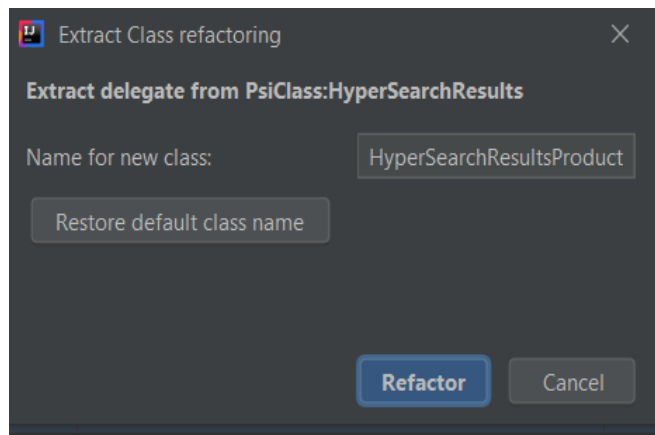 IJ
Extract Class refactoring
Extract delegate from PsiClass:HyperSearchResults
Name for new class:
HyperSearchResultsProduct
Restore default class name
Refactor
Cancel